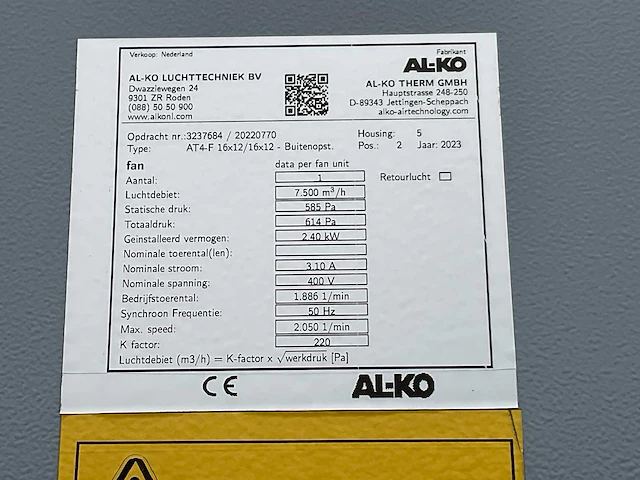 Verkoop: Nederland
Fabrikant
AL-KO
AL-KO LUCHTTECHNIEK BV
Dwazziewegen 24
9301 ZR Roden
(088) 50 50 900
www.alkonl.com
AL-KO THERM GMBH
Hauptstrasse 248-250
D-89343 Jettingen-Scheppach
alko-airtechnology.com
Opdracht nr.:3237684 / 20220770
Housing: 5
Type: AT4-F 16x12/16x12 - Buitenopst.
Pos.: 2 Jaar: 2023
fan data per fan unit
Aantal: 1 Retourlucht
Luchtdebiet: 7.500 m³/h
Statische druk: 585 Pa
Totaaldruk: 614 Pa
Geinstalleerd vermogen: 2.40 kW
Nominale toerental(len):
Nominale stroom: 3.10 A
Nominale spanning: 400 V
Bedrijfstoerental: 1.886 1/min
Synchroon Frequentie: 50 Hz
Max. speed: 2.050 1/min
K factor: 220
Luchtdebiet (m3/h) = K-factor x √werkdruk [Pa]
CE AL-KO